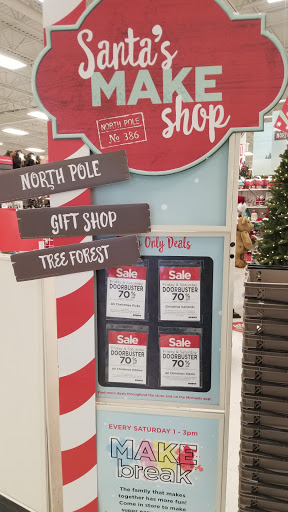 Santa's
MAKE
shop
NORTH POLE
No 386
NORTH POLE
GIFT SHOP
TREE FOREST
Only Deals
Sale
DOORBUSTER
70%
Sale
DOORBUSTER
70%
Sale
DOORBUSTER
70%
Sale
DOORBUSTER
70%
EVERY SATURDAY 1-3pm
MAKE
break
The family that makes
together has more fun!
Come in store to make